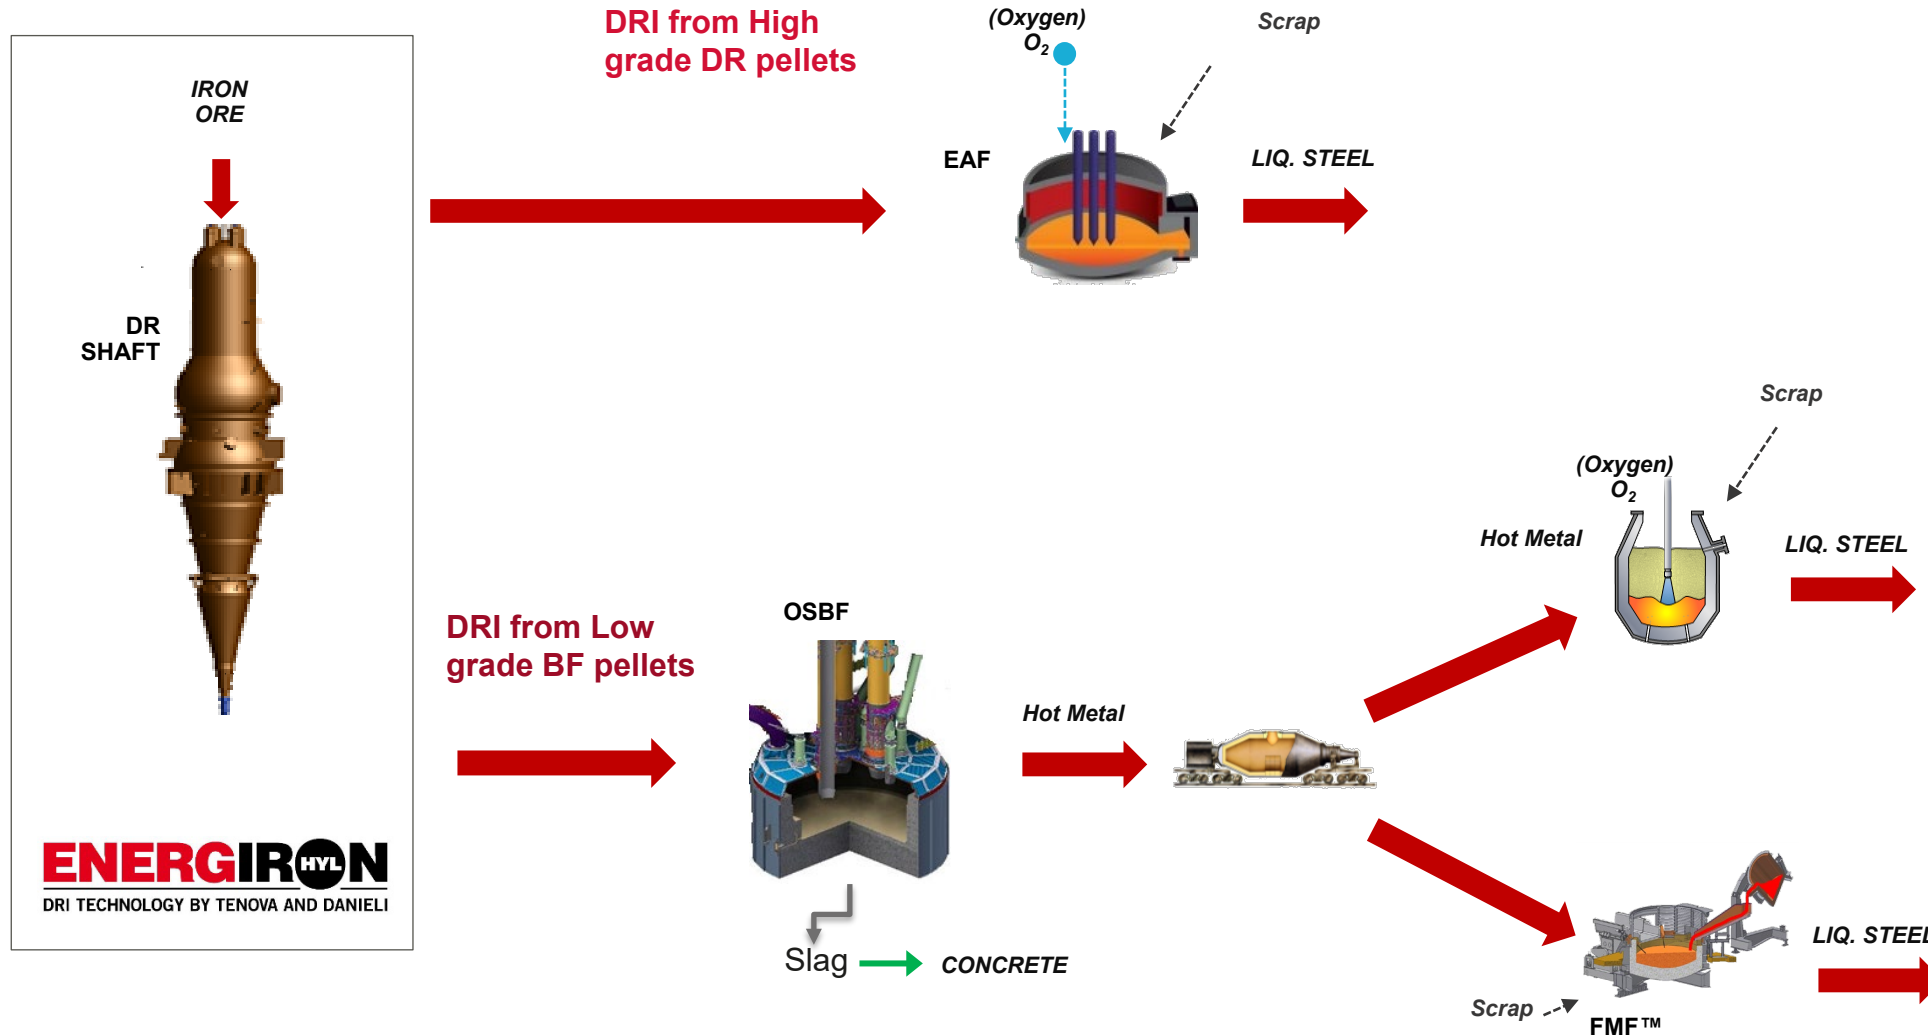 DRI from High
grade DR pellets
(Oxygen)
O₂
Scrap
IRON
ORE
EAF
LIQ. STEEL
DR
SHAFT
Scrap
(Oxygen)
O₂
Hot Metal
LIQ. STEEL
OSBF
DRI from Low
grade BF pellets
Hot Metal
ENERGIRON
HYL
DRI TECHNOLOGY BY TENOVA AND DANIELI
Slag
CONCRETE
LIQ. STEEL
Scrap
FMF™